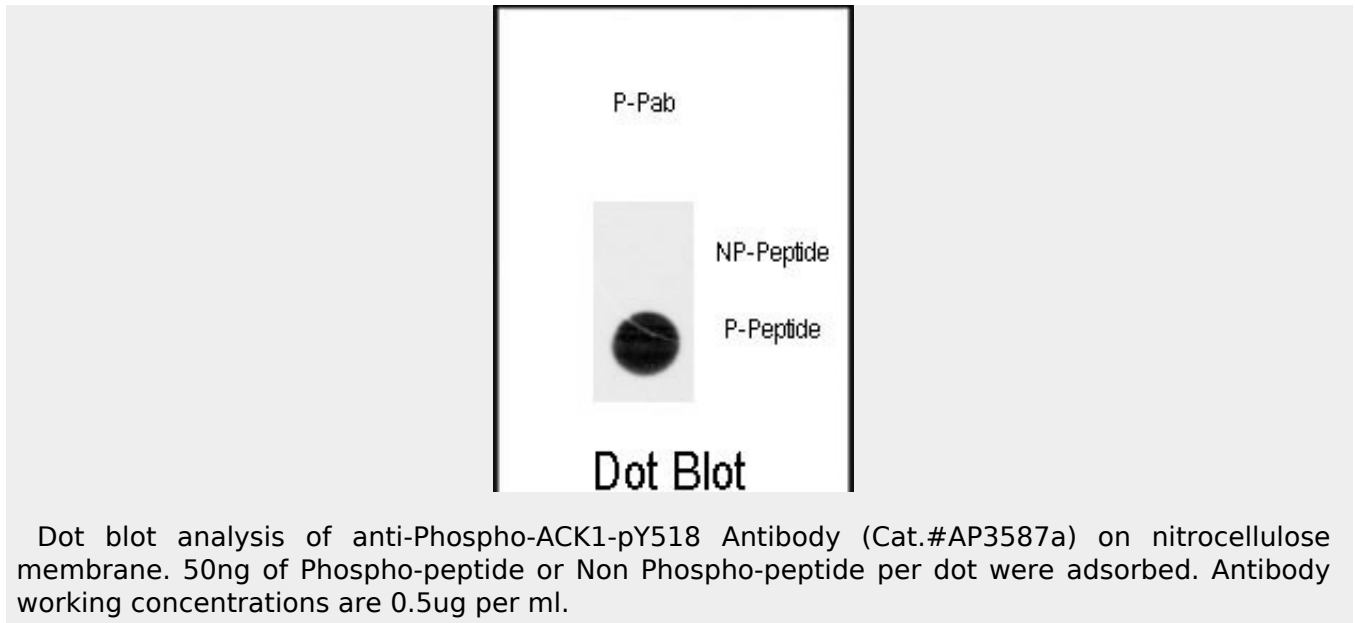 P-Pab
NP-Peptide
P-Peptide
Dot Blot
Dot blot analysis of anti-Phospho-ACK1-pY518 Antibody (Cat.#AP3587a) on nitrocellulose
membrane. 50ng of Phospho-peptide or Non Phospho-peptide per dot were adsorbed. Antibody
working concentrations are 0.5ug per ml.